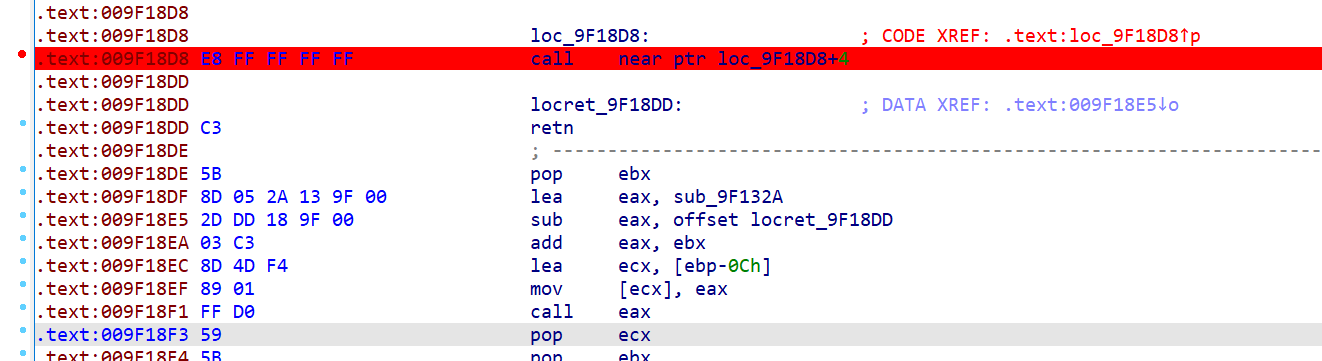 .text:009F18D8
.text:009F18D8 loc_9F18D8: ; CODE XREF: .text:loc_9F18D8↑p
.text:009F18D8 E8 FF FF FF FF call near ptr loc_9F18D8+4
.text:009F18DD
.text:009F18DD locret_9F18DD: ; DATA XREF: .text:009F18E5↓o
.text:009F18DD C3 retn
.text:009F18DE ; ---------------------------------------------------------------------------
.text:009F18DE 5B pop ebx
.text:009F18DF 8D 05 2A 13 9F 00 lea eax, sub_9F132A
.text:009F18E5 2D DD 18 9F 00 sub eax, offset locret_9F18DD
.text:009F18EA 03 C3 add eax, ebx
.text:009F18EC 8D 4D F4 lea ecx, [ebp-0Ch]
.text:009F18EF 89 01 mov [ecx], eax
.text:009F18F1 FF D0 call eax
.text:009F18F3 59 pop ecx
.text:009F18F4 5B pop ebx